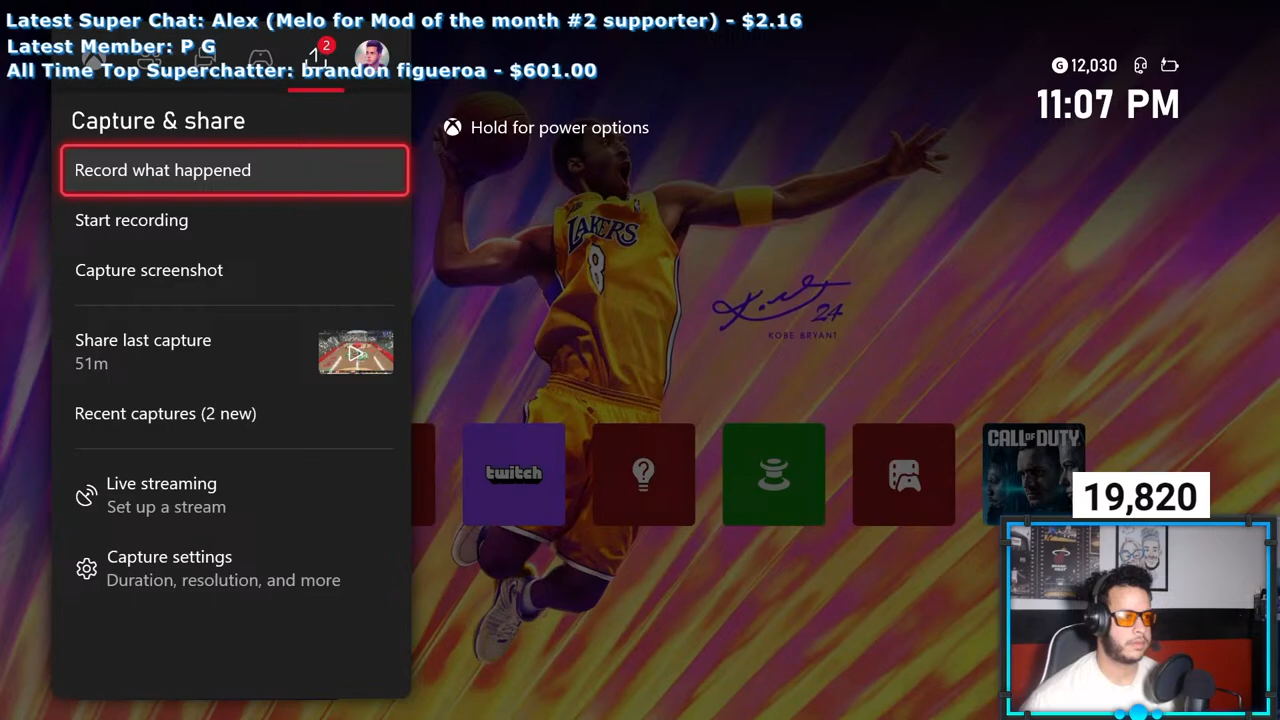 Latest Super Chat: Alex (Melo for Mod of the month #2 supporter) - $2.16
Latest Member: P G
All Time Top Superchatter: brandon figueroa - $601.00
2
G 12,030
11:07 PM
Capture & share
Hold for power options
Record what happened
Start recording
Capture screenshot
Share last capture
51m
Recent captures (2 new)
Live streaming
Set up a stream
Capture settings
Duration, resolution, and more
LAKERS
8
24
KOBE BRYANT
twitch
CALL OF DUTY
19,820